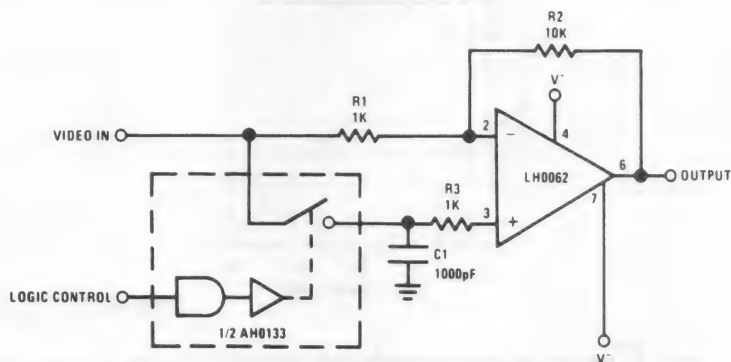 R2
10K
V-
R1
1K
VIDEO IN
2
−
4
LH0062
6
OUTPUT
7
R3
1K
3
+
C1
1000pF
LOGIC CONTROL
1/2 AH0133
V-